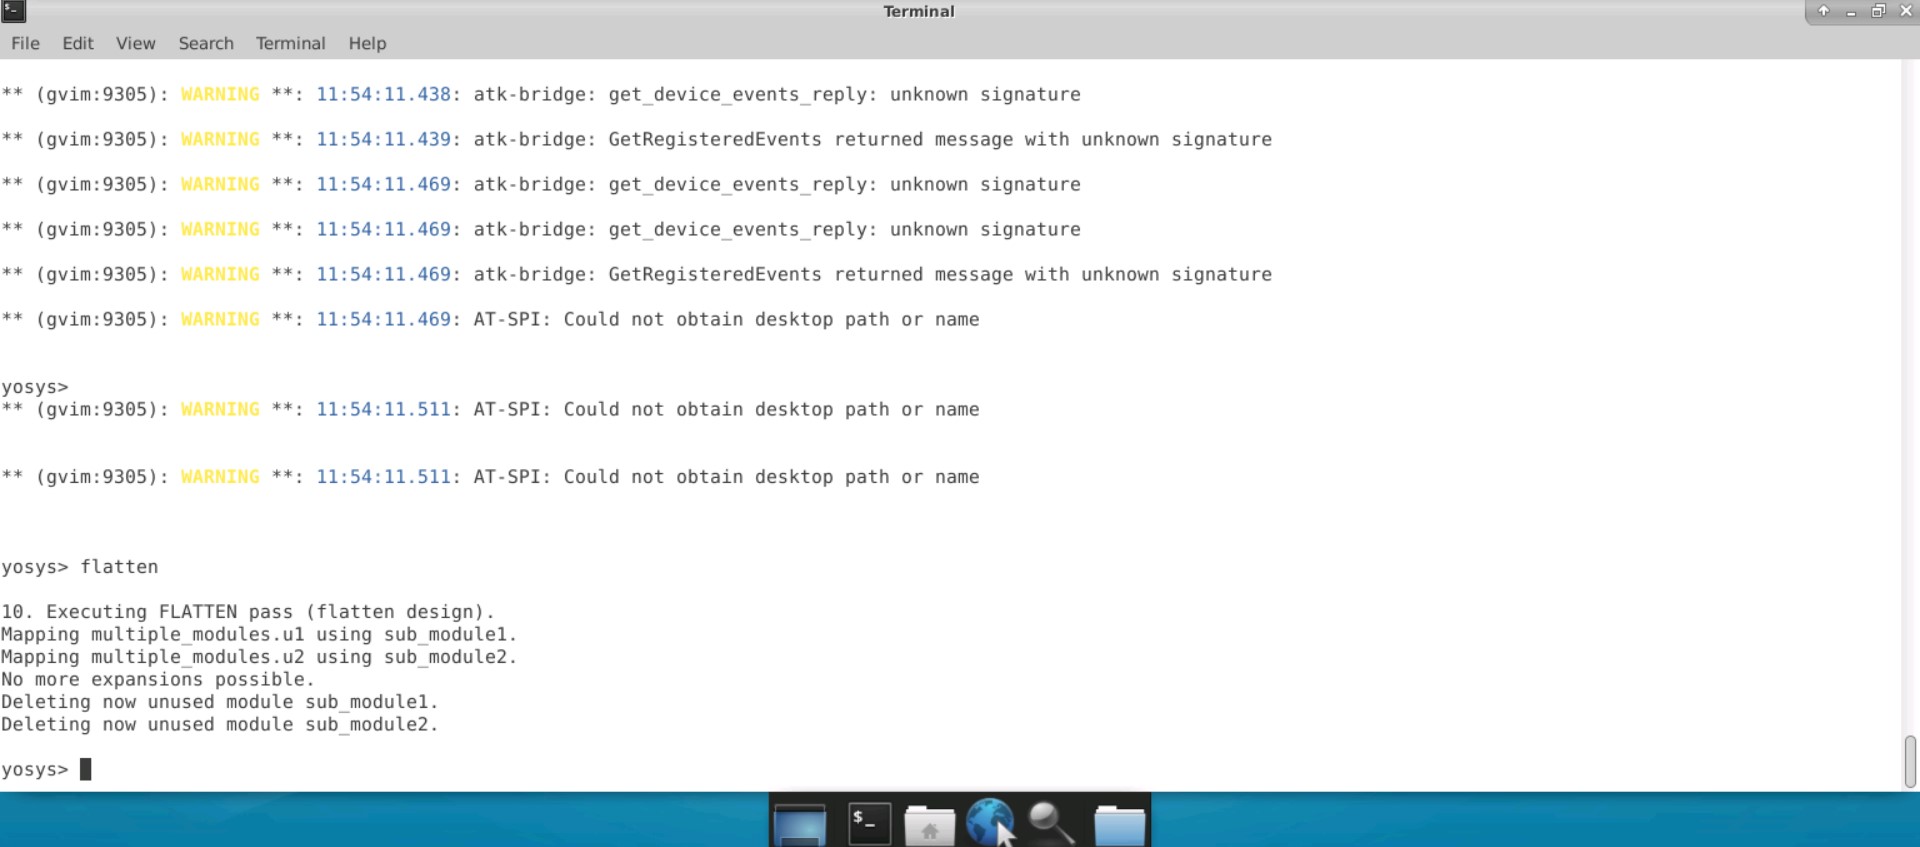 Terminal
File Edit View Search Terminal Help
** (gvim:9305): WARNING **: 11:54:11.438: atk-bridge: get_device_events_reply: unknown signature
** (gvim:9305): WARNING **: 11:54:11.439: atk-bridge: GetRegisteredEvents returned message with unknown signature
** (gvim:9305): WARNING **: 11:54:11.469: atk-bridge: get_device_events_reply: unknown signature
** (gvim:9305): WARNING **: 11:54:11.469: atk-bridge: get_device_events_reply: unknown signature
** (gvim:9305): WARNING **: 11:54:11.469: atk-bridge: GetRegisteredEvents returned message with unknown signature
** (gvim:9305): WARNING **: 11:54:11.469: AT-SPI: Could not obtain desktop path or name
yosys>
** (gvim:9305): WARNING **: 11:54:11.511: AT-SPI: Could not obtain desktop path or name
** (gvim:9305): WARNING **: 11:54:11.511: AT-SPI: Could not obtain desktop path or name
yosys> flatten
10. Executing FLATTEN pass (flatten design).
Mapping multiple_modules.u1 using sub_module1.
Mapping multiple_modules.u2 using sub_module2.
No more expansions possible.
Deleting now unused module sub_module1.
Deleting now unused module sub_module2.
yosys>
$_